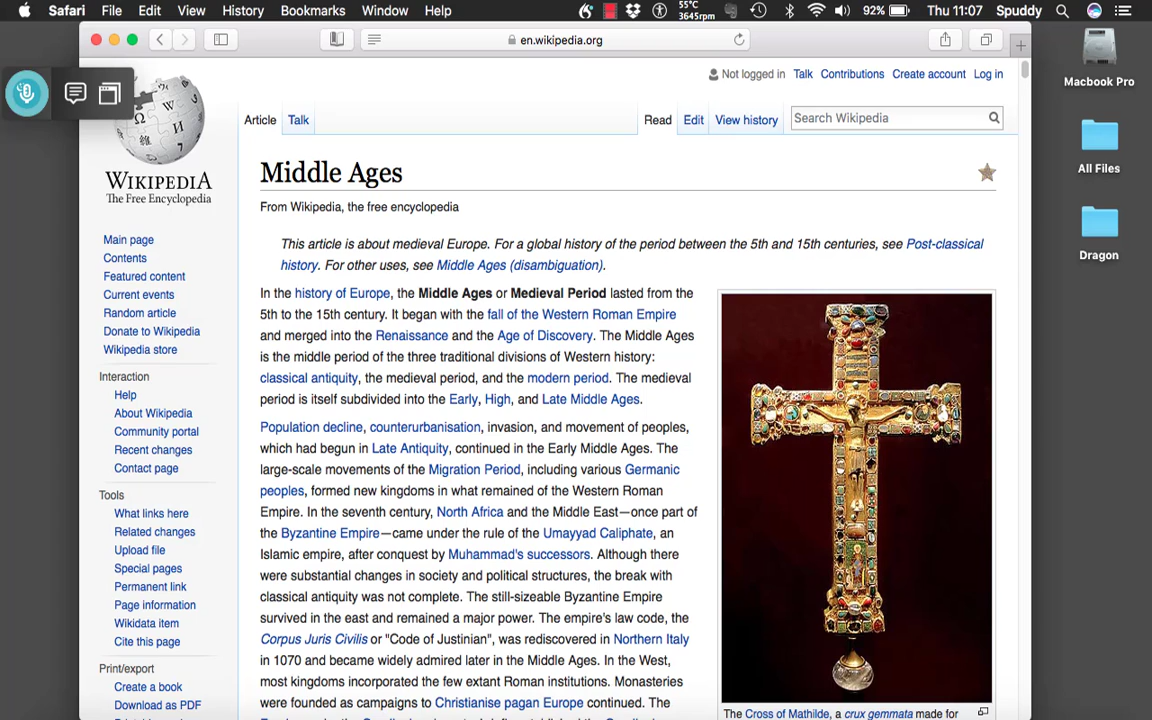 Safari File Edit View History Bookmarks Window Help 55°C 3645rpm 92% Thu 11:07 Spuddy
en.wikipedia.org
Macbook Pro
All Files
Dragon
WIKIPEDIA
The Free Encyclopedia
Main page
Contents
Featured content
Current events
Random article
Donate to Wikipedia
Wikipedia store
Interaction
Help
About Wikipedia
Community portal
Recent changes
Contact page
Tools
What links here
Related changes
Upload file
Special pages
Permanent link
Page information
Wikidata item
Cite this page
Print/export
Create a book
Download as PDF
Not logged in Talk Contributions Create account Log in
Article Talk Read Edit View history Search Wikipedia
Middle Ages
From Wikipedia, the free encyclopedia
This article is about medieval Europe. For a global history of the period between the 5th and 15th centuries, see Post-classical
history. For other uses, see Middle Ages (disambiguation).
In the history of Europe, the Middle Ages or Medieval Period lasted from the
5th to the 15th century. It began with the fall of the Western Roman Empire
and merged into the Renaissance and the Age of Discovery. The Middle Ages
is the middle period of the three traditional divisions of Western history:
classical antiquity, the medieval period, and the modern period. The medieval
period is itself subdivided into the Early, High, and Late Middle Ages.
Population decline, counterurbanisation, invasion, and movement of peoples,
which had begun in Late Antiquity, continued in the Early Middle Ages. The
large-scale movements of the Migration Period, including various Germanic
peoples, formed new kingdoms in what remained of the Western Roman
Empire. In the seventh century, North Africa and the Middle East—once part of
the Byzantine Empire—came under the rule of the Umayyad Caliphate, an
Islamic empire, after conquest by Muhammad's successors. Although there
were substantial changes in society and political structures, the break with
classical antiquity was not complete. The still-sizeable Byzantine Empire
survived in the east and remained a major power. The empire's law code, the
Corpus Juris Civilis or "Code of Justinian", was rediscovered in Northern Italy
in 1070 and became widely admired later in the Middle Ages. In the West,
most kingdoms incorporated the few extant Roman institutions. Monasteries
were founded as campaigns to Christianise pagan Europe continued. The
The Cross of Mathilde, a crux gemmata made for